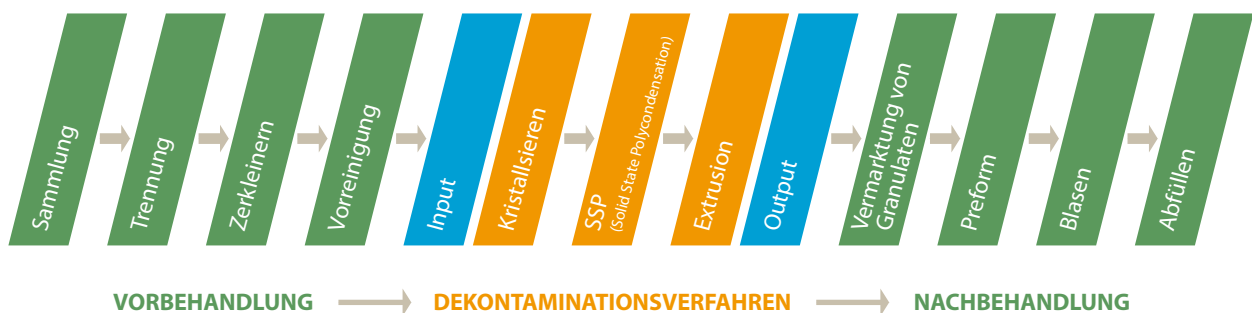 Sammlung
Trennung
Zerkleinern
Vorreinigung
Input
Kristallsieren
SSP
(Solid State Polycondensation)
Extrusion
Output
Vermarktung von
Granulaten
Preform
Blasen
Abfüllen
VORBEHANDLUNG
DEKONTAMINATIONSVERFAHREN
NACHBEHANDLUNG